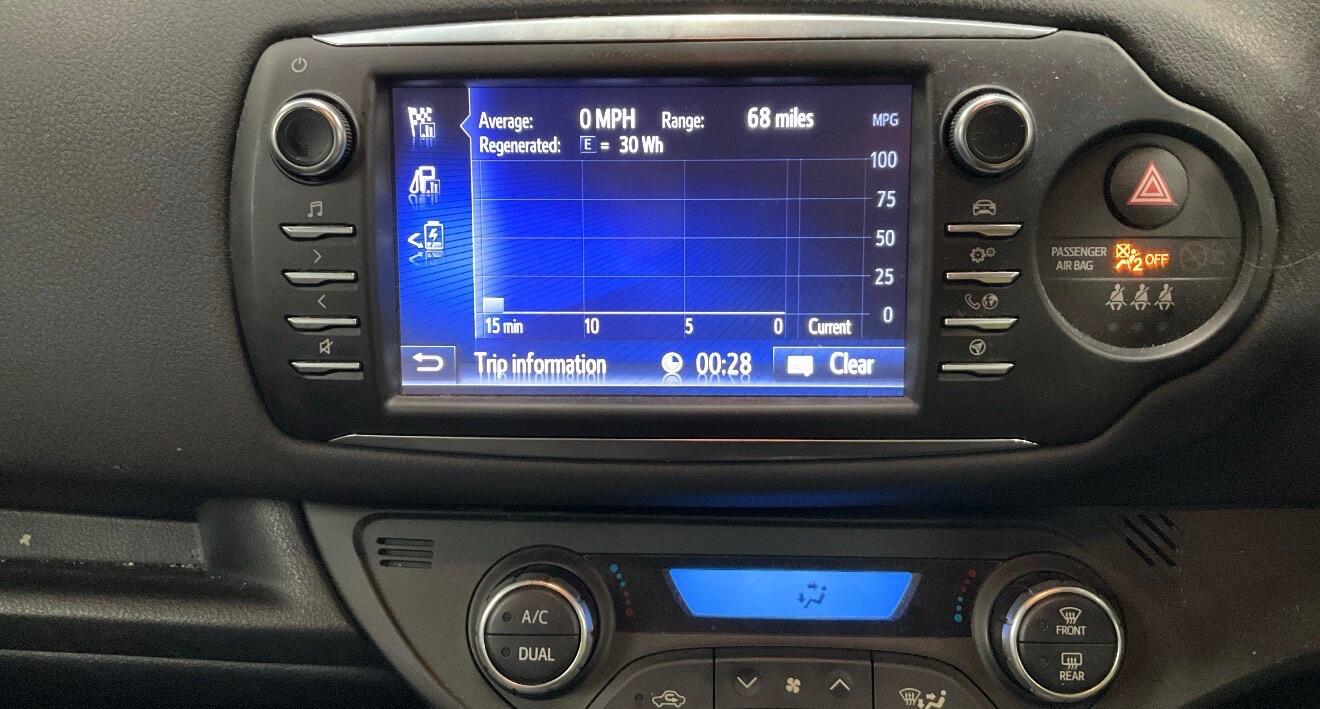 Average: 0 MPH Range: 68 miles MPG
Regenerated: E = 30 Wh
100
75
50
25
0
15 min 10 5 0 Current
Trip information 00:28 Clear
PASSENGER
AIR BAG
2 OFF
A/C
DUAL
FRONT
REAR